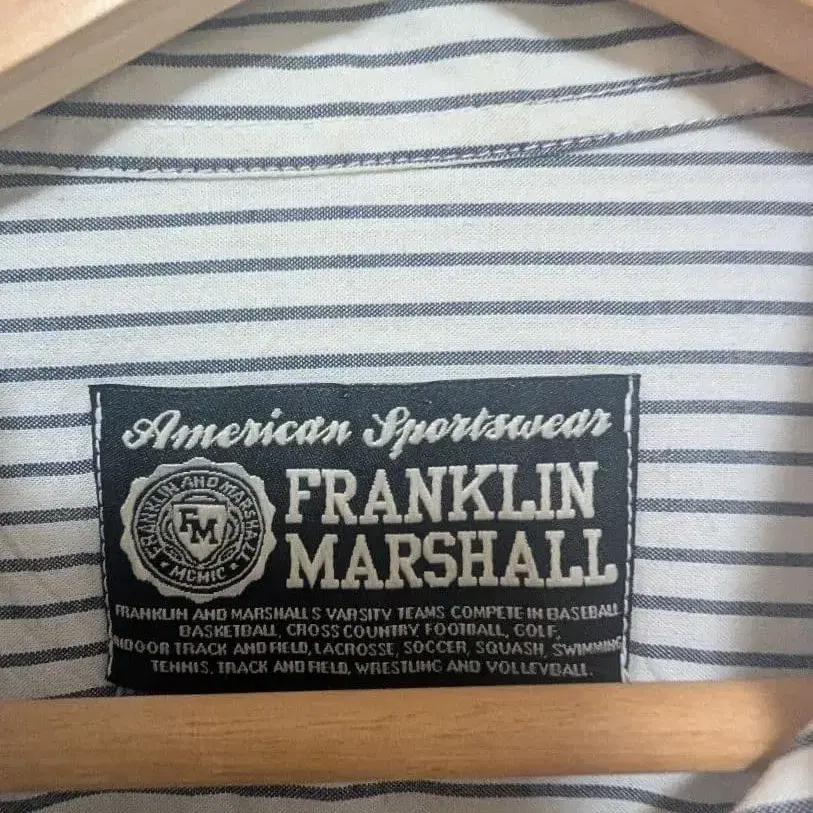 American Sportswear
FRANKLIN AND MARSHALL
FM
MCMIC
FRANKLIN
MARSHALL
FRANKLIN AND MARSHALL S VARSITY TEAMS COMPETE IN BASEBALL
BASKETBALL, CROSS COUNTRY, FOOTBALL, GOLF,
INDOOR TRACK AND FIELD, LACROSSE, SOCCER, SQUASH, SWIMMING
TENNIS, TRACK AND FIELD, WRESTLING AND VOLLEYBALL.